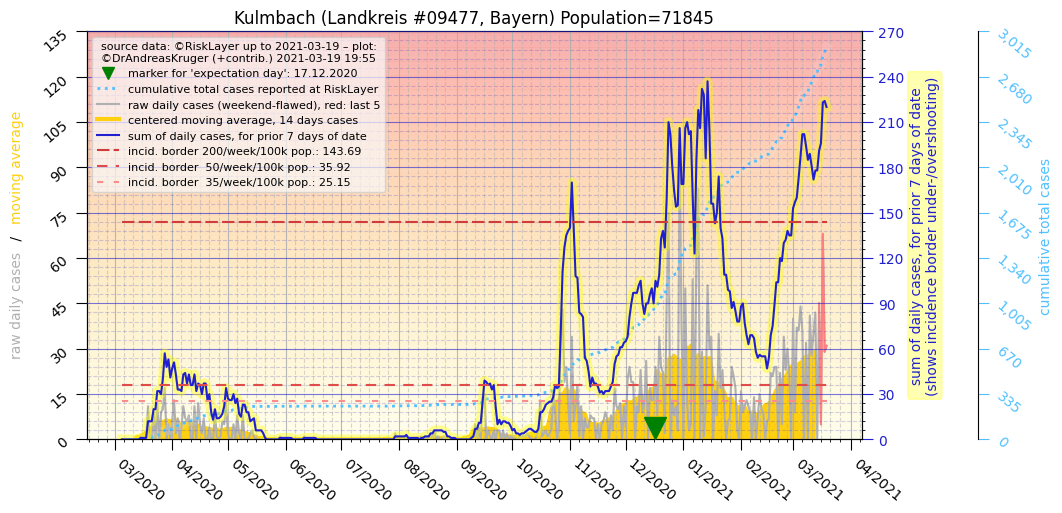 Kulmbach (Landkreis #09477, Bayern) Population=71845
source data: ©RiskLayer up to 2021-03-19 – plot:
©DrAndreasKruger (+contrib.) 2021-03-19 19:55
marker for 'expectation day': 17.12.2020
cumulative total cases reported at RiskLayer
raw daily cases (weekend-flawed), red: last 5
centered moving average, 14 days cases
sum of daily cases, for prior 7 days of date
incid. border 200/week/100k pop.: 143.69
incid. border  50/week/100k pop.: 35.92
incid. border  35/week/100k pop.: 25.15
raw daily cases / moving average
135
120
105
90
75
60
45
30
15
0
03/2020
04/2020
05/2020
06/2020
07/2020
08/2020
09/2020
10/2020
11/2020
12/2020
01/2021
02/2021
03/2021
04/2021
270
240
210
180
150
120
90
60
30
0
sum of daily cases, for prior 7 days of date
(shows incidence border under-/overshooting)
3,015
2,680
2,345
2,010
1,675
1,340
1,005
670
335
0
cumulative total cases